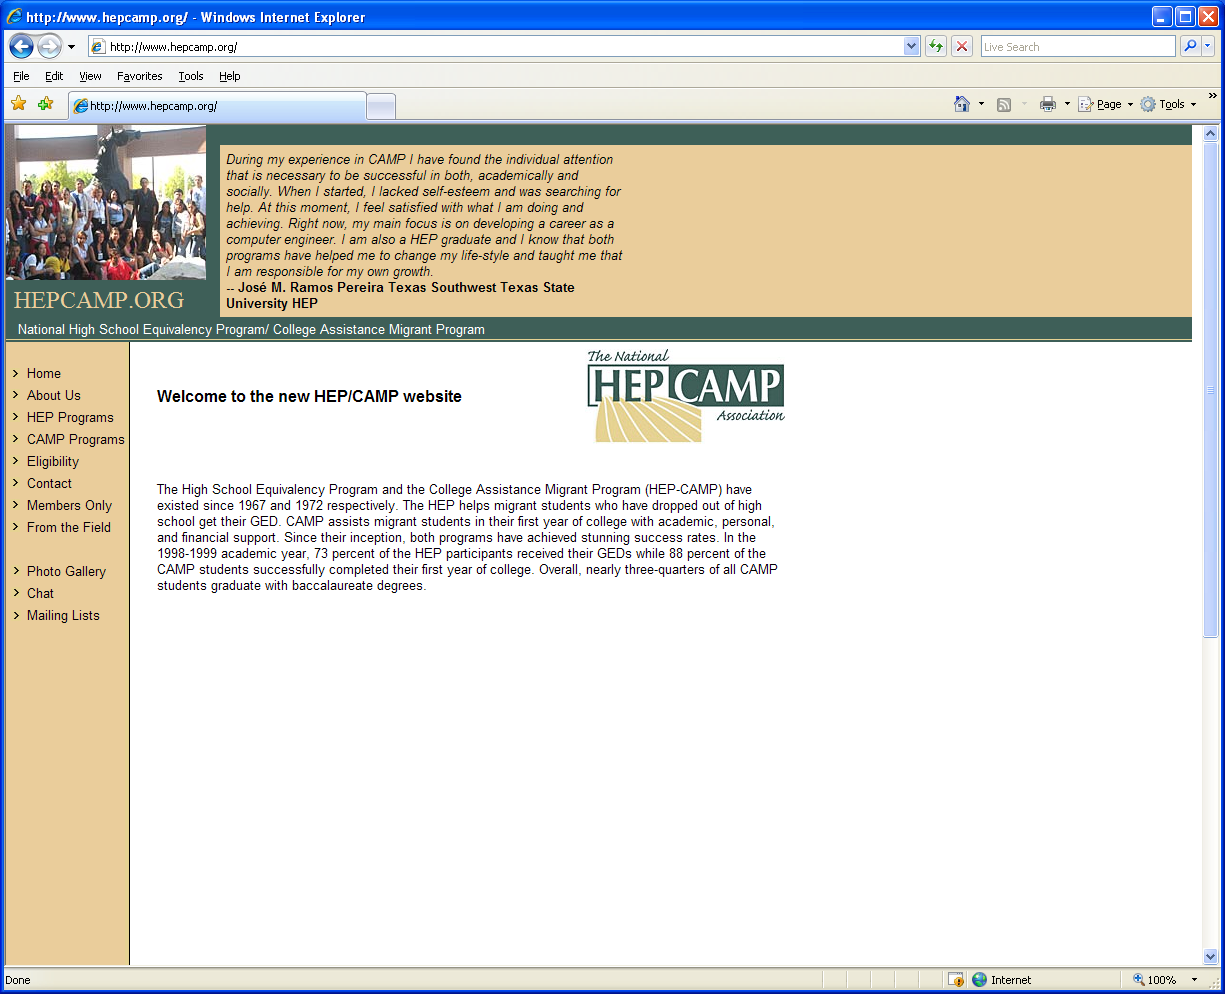 http://www.hepcamp.org/ - Windows Internet Explorer
http://www.hepcamp.org/
Live Search
File Edit View Favorites Tools Help
http://www.hepcamp.org/
Page Tools
During my experience in CAMP I have found the individual attention
that is necessary to be successful in both, academically and
socially. When I started, I lacked self-esteem and was searching for
help. At this moment, I feel satisfied with what I am doing and
achieving. Right now, my main focus is on developing a career as a
computer engineer. I am also a HEP graduate and I know that both
programs have helped me to change my life-style and taught me that
I am responsible for my own growth.
-- José M. Ramos Pereira Texas Southwest Texas State
University HEP
HEPCAMP.ORG
National High School Equivalency Program/ College Assistance Migrant Program
Home
About Us
HEP Programs
CAMP Programs
Eligibility
Contact
Members Only
From the Field
Photo Gallery
Chat
Mailing Lists
Welcome to the new HEP/CAMP website
The National
HEP CAMP
Association
The High School Equivalency Program and the College Assistance Migrant Program (HEP-CAMP) have
existed since 1967 and 1972 respectively. The HEP helps migrant students who have dropped out of high
school get their GED. CAMP assists migrant students in their first year of college with academic, personal,
and financial support. Since their inception, both programs have achieved stunning success rates. In the
1998-1999 academic year, 73 percent of the HEP participants received their GEDs while 88 percent of the
CAMP students successfully completed their first year of college. Overall, nearly three-quarters of all CAMP
students graduate with baccalaureate degrees.
Done
Internet
100%